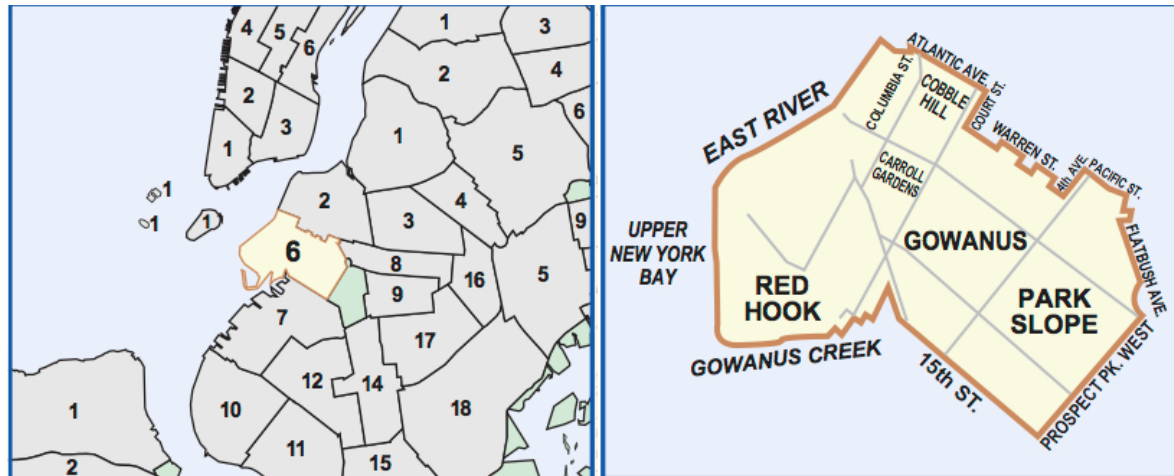 4
5
6
1
3
2
2
4
3
6
1
1
5
1
2
4
1
1
3
9
6
8
5
16
9
7
17
12
14
1
10
18
11
15
2
ATLANTIC AVE.
COLUMBIA ST.
COBBLE
HILL
COURT ST.
EAST RIVER
WARREN ST.
4th AVE.
PACIFIC ST.
CARROLL
GARDENS
UPPER
NEW YORK
BAY
GOWANUS
FLATBUSH AVE.
RED
HOOK
PARK
SLOPE
GOWANUS CREEK
15th ST.
PROSPECT PK. WEST